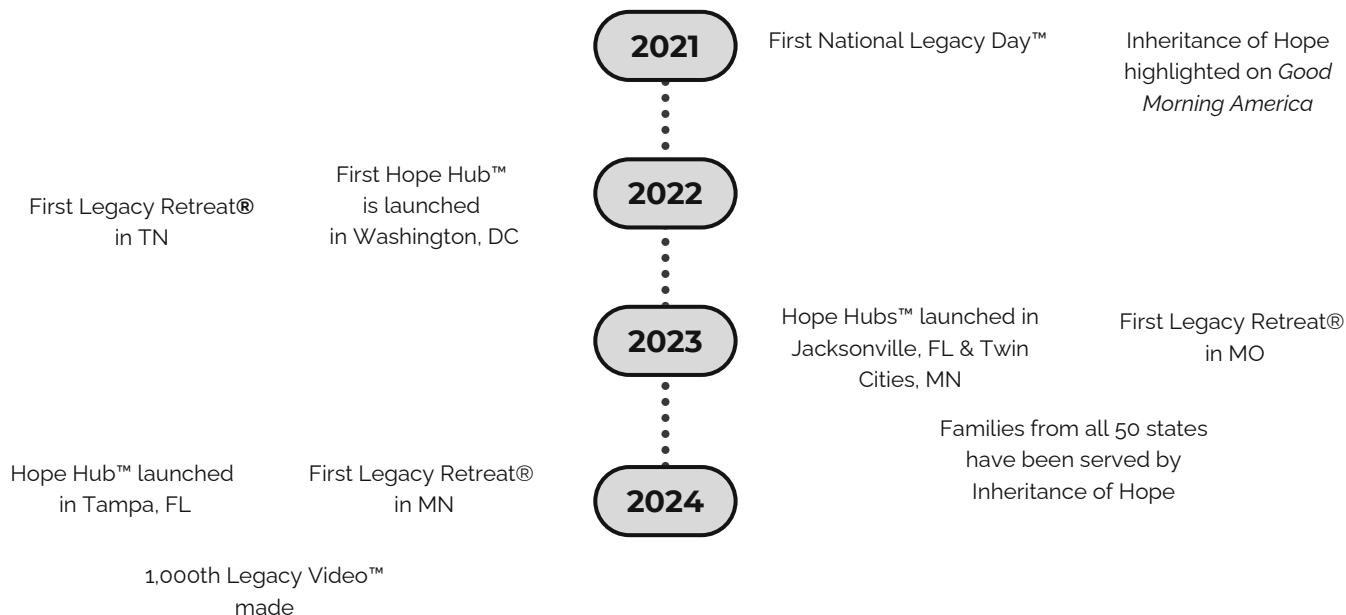 2021
First National Legacy Day™
Inheritance of Hope
highlighted on Good
Morning America
2022
First Legacy Retreat®
in TN
First Hope Hub™
is launched
in Washington, DC
2023
Hope Hubs™ launched in
Jacksonville, FL & Twin
Cities, MN
First Legacy Retreat®
in MO
Families from all 50 states
have been served by
Inheritance of Hope
2024
Hope Hub™ launched
in Tampa, FL
First Legacy Retreat®
in MN
1,000th Legacy Video™
made